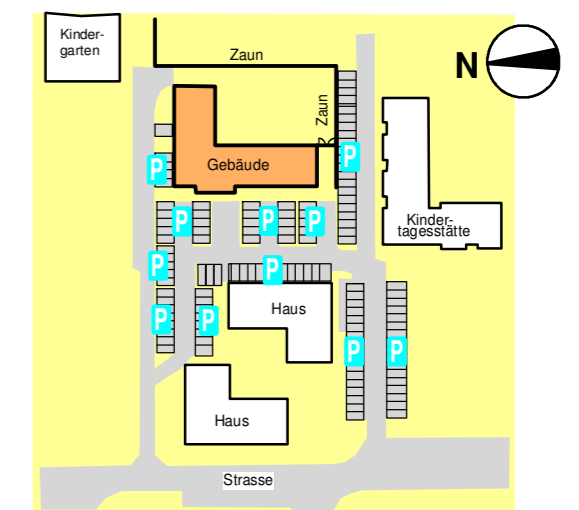 Kinder-
garten
Zaun
N
Zaun
P
Gebäude
P
P
P
P
Kinder-
tagesstätte
P
P
Haus
P
P
P
P
Haus
Strasse